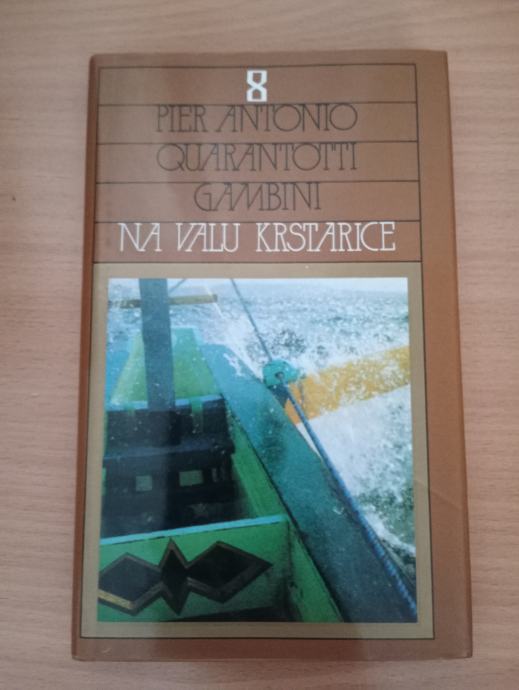 8
PIER ANTONIO
QUARANTOTTI
GAMBINI
NA VALU KRSTARICE